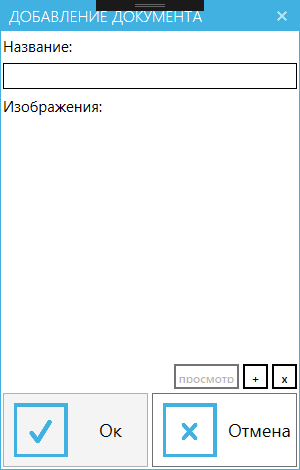 ДОБАВЛЕНИЕ ДОКУМЕНТА
Название:
Изображения:
просмотр + x
Ок Отмена